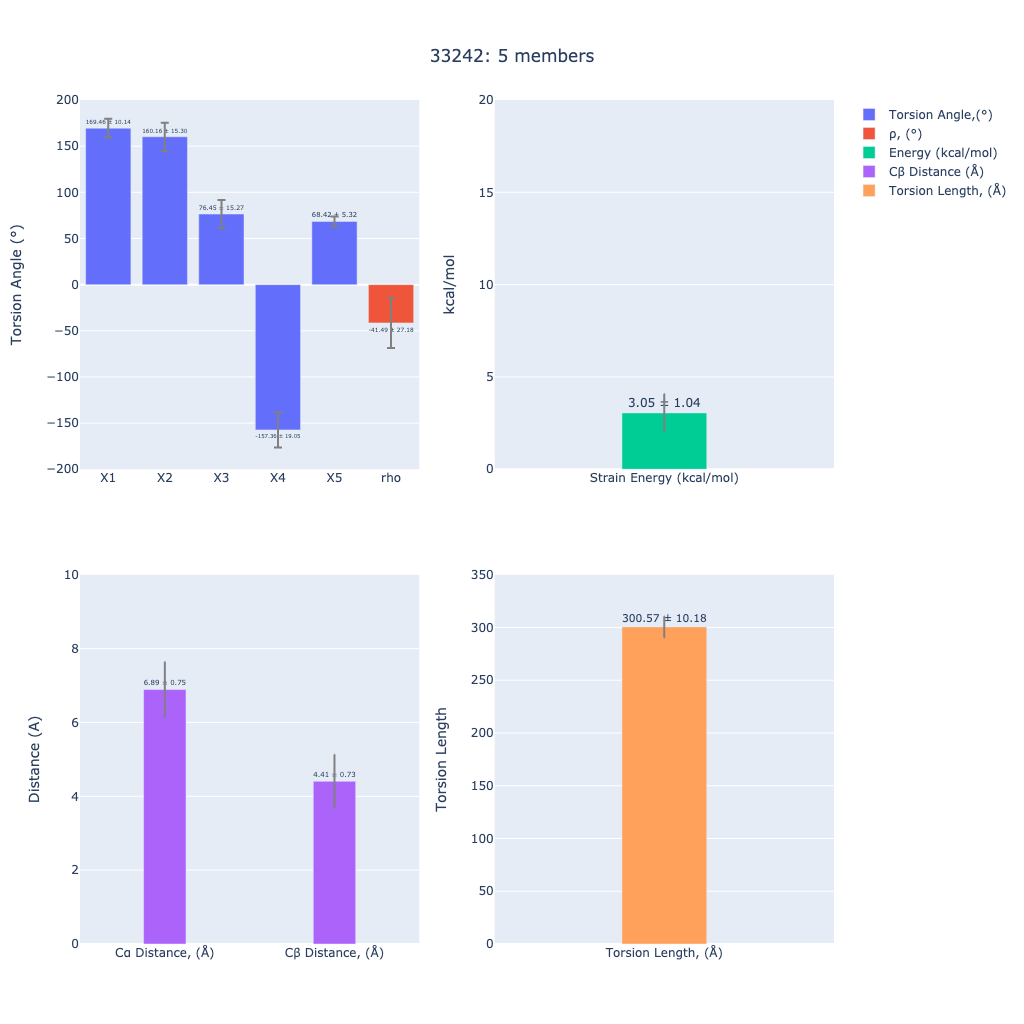 33242: 5 members
200
150
100
50
0
−50
−100
−150
−200
Torsion Angle (°)
169.46 ± 10.14
160.16 ± 15.30
76.45 ± 15.27
-157.36 ± 19.05
68.42 ± 5.32
-41.49 ± 27.18
X1
X2
X3
X4
X5
rho
20
15
10
5
0
kcal/mol
3.05 ± 1.04
Strain Energy (kcal/mol)
Torsion Angle,(°)
ρ, (°)
Energy (kcal/mol)
Cβ Distance (Å)
Torsion Length, (Å)
10
8
6
4
2
0
Distance (A)
6.89 ± 0.75
4.41 ± 0.73
Cα Distance, (Å)
Cβ Distance, (Å)
350
300
250
200
150
100
50
0
Torsion Length
300.57 ± 10.18
Torsion Length, (Å)